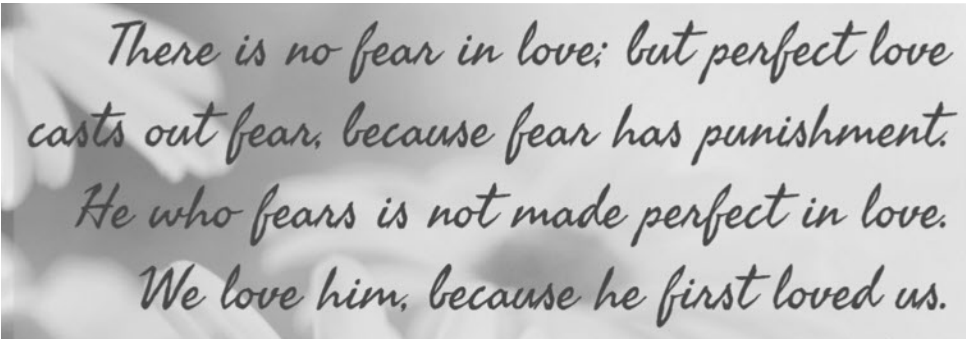 There is no fear in love; but perfect love
casts out fear, because fear has punishment.
He who fears is not made perfect in love.
We love him, because he first loved us.